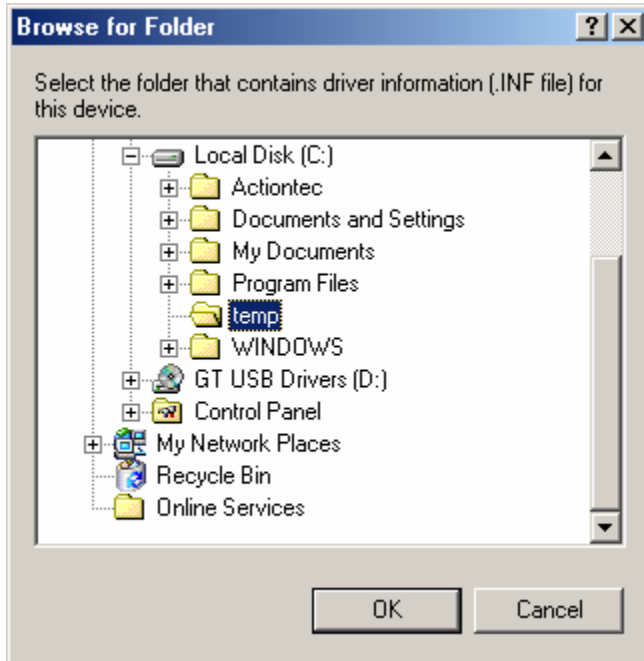 Browse for Folder
Select the folder that contains driver information (.INF file) for
this device.
Local Disk (C:)
Actiontec
Documents and Settings
My Documents
Program Files
temp
WINDOWS
GT USB Drivers (D:)
Control Panel
My Network Places
Recycle Bin
Online Services
OK Cancel